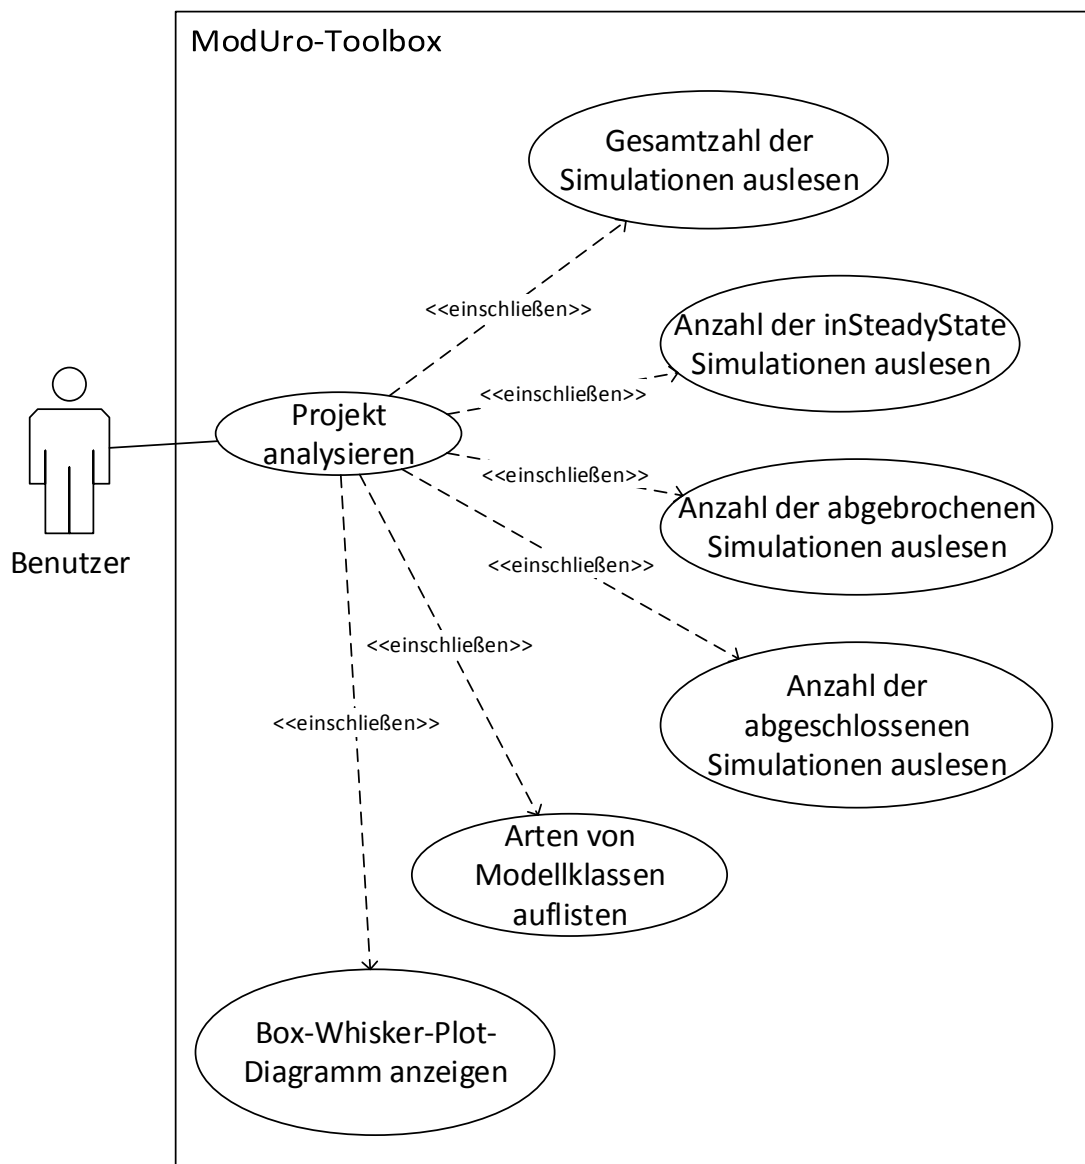 ModUro-Toolbox
Gesamtzahl der
Simulationen auslesen
<<einschließen>>
Anzahl der inSteadyState
Simulationen auslesen
<<einschließen>>
Projekt
analysieren
<<einschließen>>
Anzahl der abgebrochenen
Simulationen auslesen
Benutzer
<<einschließen>>
<<einschließen>>
Anzahl der
abgeschlossenen
Simulationen auslesen
<<einschließen>>
Arten von
Modellklassen
auflisten
Box-Whisker-Plot-
Diagramm anzeigen